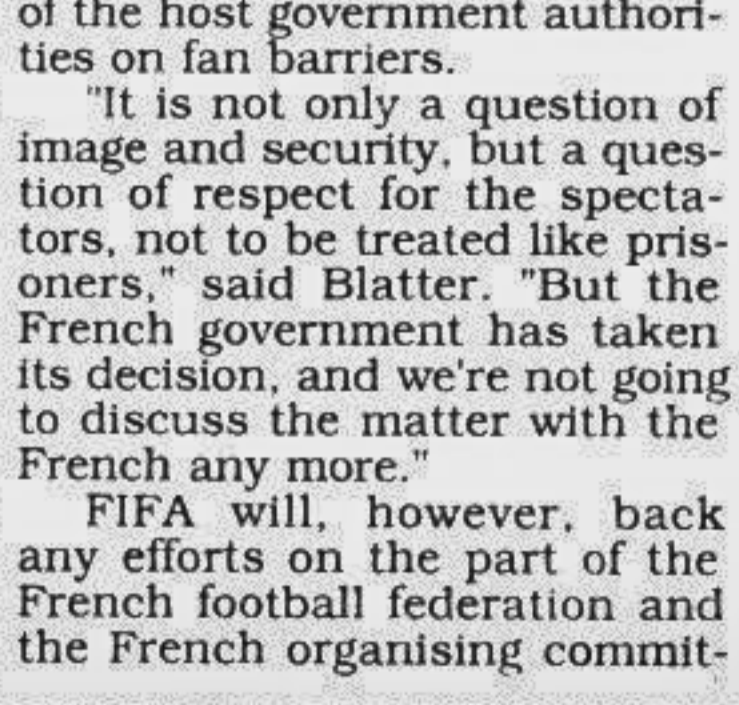 of the host government authori-
ties on fan barriers.
"It is not only a question of
image and security, but a ques-
tion of respect for the specta-
tors, not to be treated like pris-
oners," said Blatter. "But the
French government has taken
its decision, and we're not going
to discuss the matter with the
French any more."
FIFA will, however, back
any efforts on the part of the
French football federation and
the French organising commit-